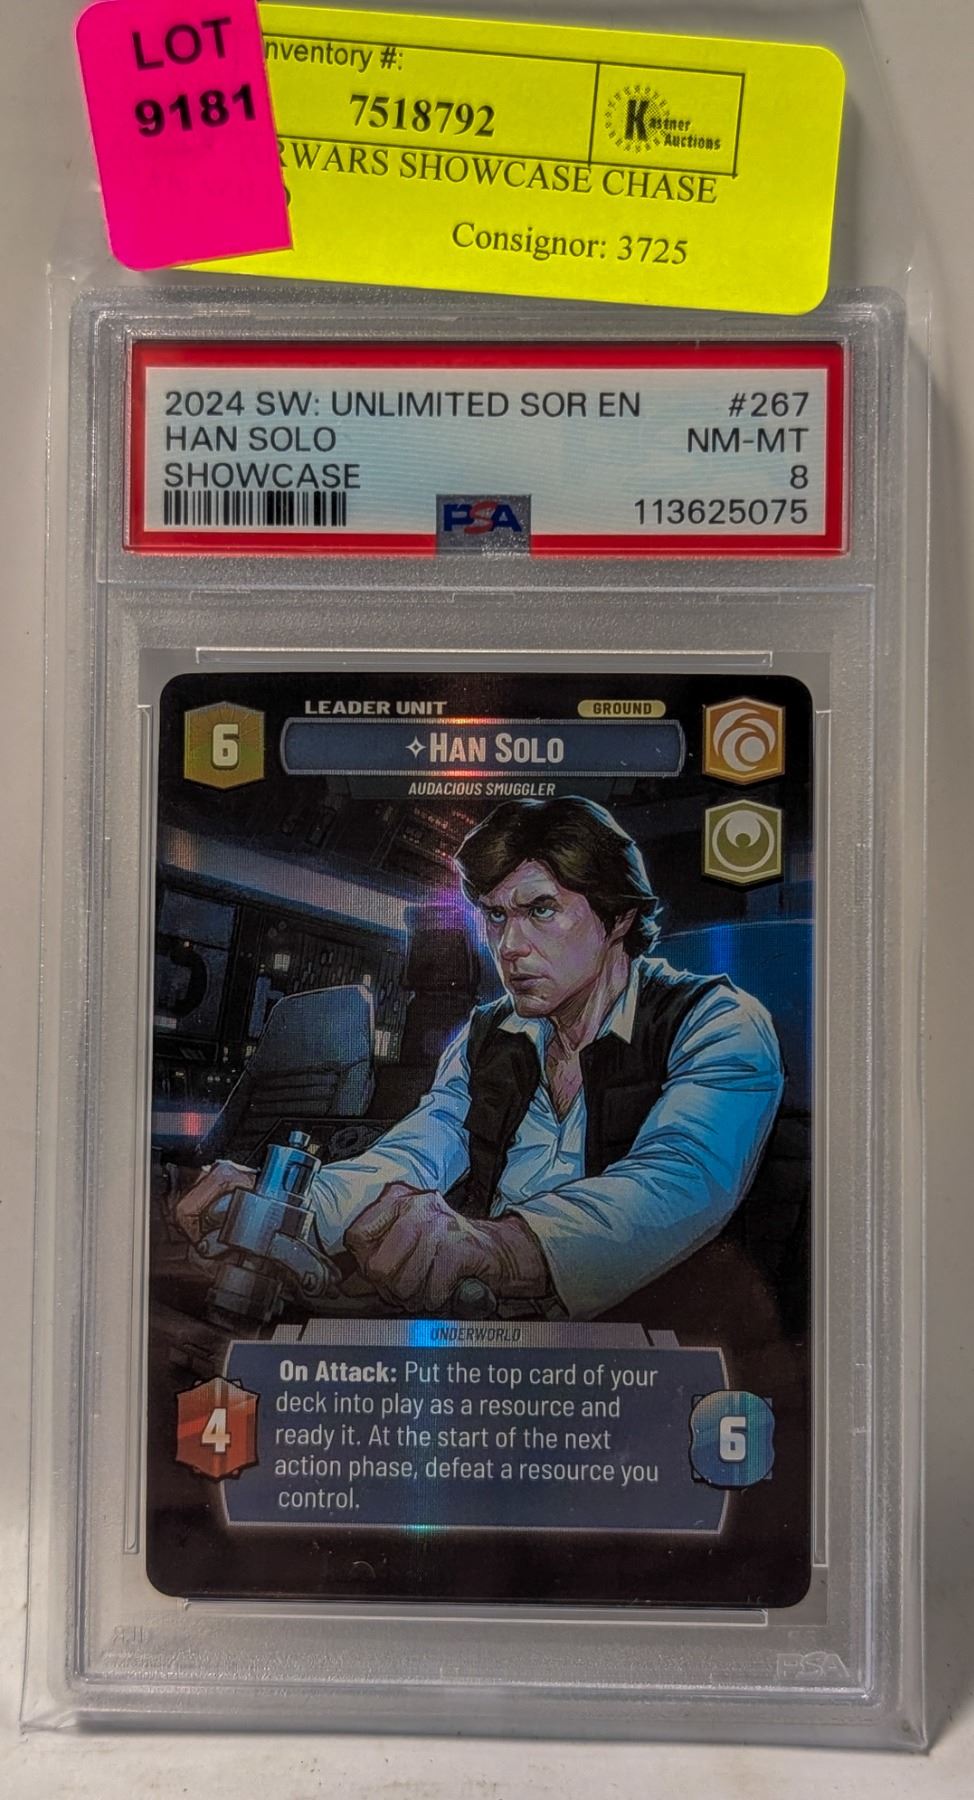 LOT
9181
nventory #:
7518792
Kastner
Auctions
RWARS SHOWCASE CHASE
Consignor: 3725
2024 SW: UNLIMITED SOR EN #267
HAN SOLO NM-MT
SHOWCASE 8
PSA 113625075
LEADER UNIT GROUND
6 HAN SOLO
AUDACIOUS SMUGGLER
UNDERWORLD
On Attack: Put the top card of your
deck into play as a resource and
ready it. At the start of the next
action phase, defeat a resource you
control.
4 6
PSA